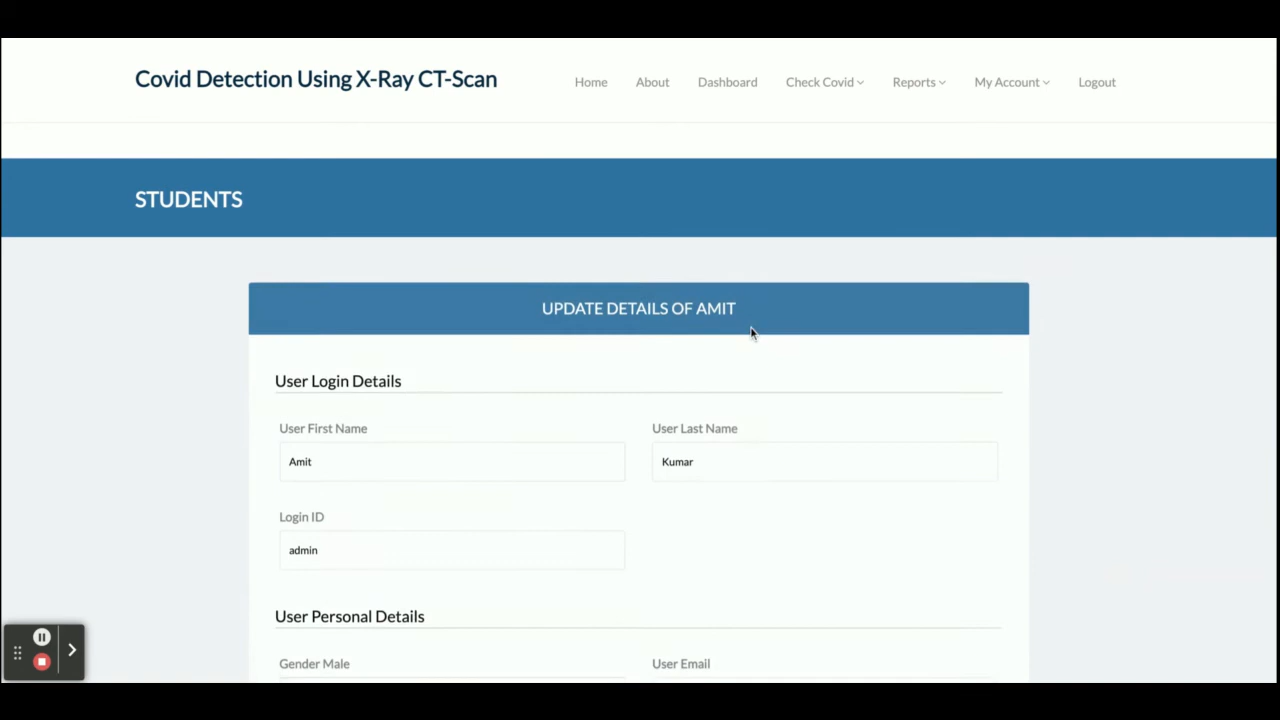 Covid Detection Using X-Ray CT-Scan
Home About Dashboard Check Covid Reports My Account Logout
STUDENTS
UPDATE DETAILS OF AMIT
User Login Details
User First Name User Last Name
Amit Kumar
Login ID
admin
User Personal Details
Gender Male User Email